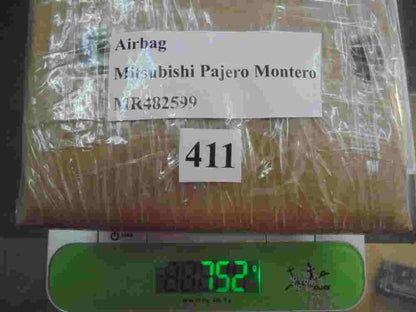 Airbag
Mitsubishi Pajero Montero
MR482599
411
752